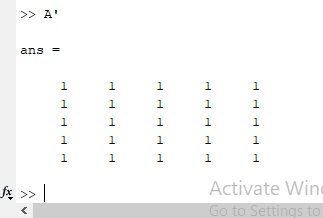 >> A'
ans =
1 1 1 1 1
1 1 1 1 1
1 1 1 1 1
1 1 1 1 1
1 1 1 1 1
fx >>
Activate Win
Go to Settings to